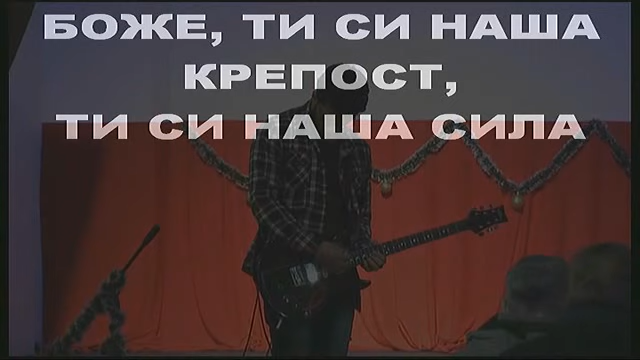 БОЖЕ, ТИ СИ НАША
КРЕПОСТ,
ТИ СИ НАША СИЛА